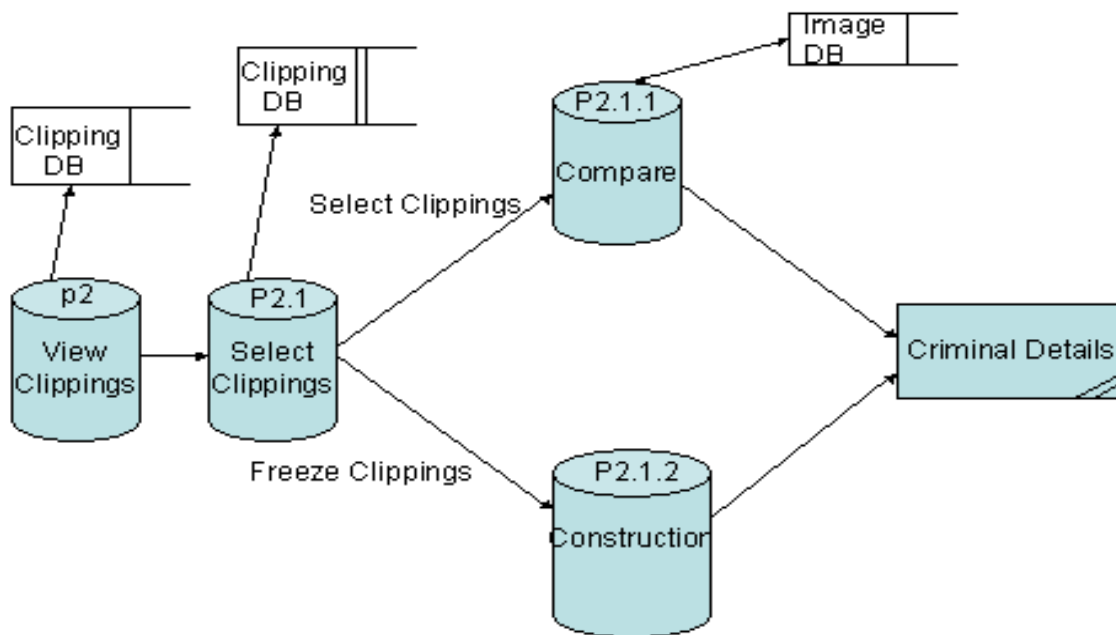 Image
DB
Clipping
DB
P2.1.1
Compare
Clipping
DB
Select Clippings
p2
View
Clippings
P2.1
Select
Clippings
Criminal Details
Freeze Clippings
P2.1.2
Construction